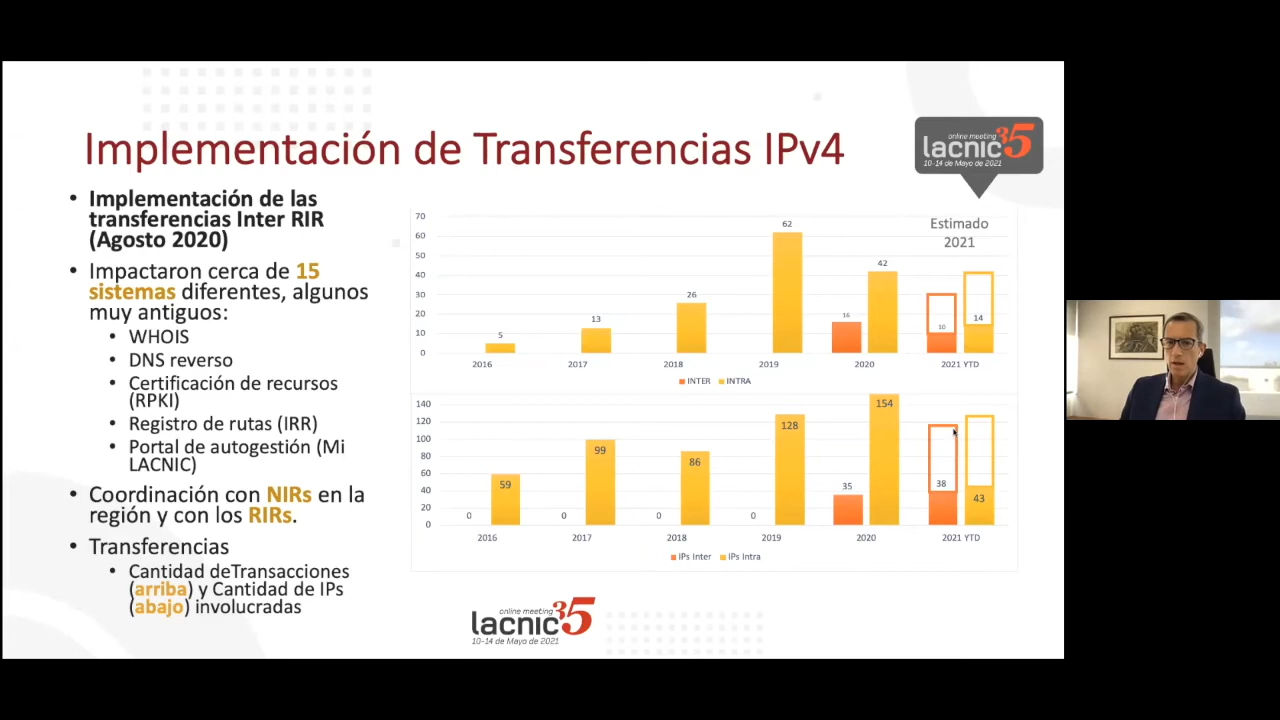 Implementación de Transferencias IPv4
online meeting
lacnic35
10-14 de Mayo de 2021
• Implementación de las
transferencias Inter RIR
(Agosto 2020)
• Impactaron cerca de 15
sistemas diferentes, algunos
muy antiguos:
• WHOIS
• DNS reverso
• Certificación de recursos
(RPKI)
• Registro de rutas (IRR)
• Portal de autogestión (Mi
LACNIC)
• Coordinación con NIRs en la
región y con los RIRs.
• Transferencias
• Cantidad deTransacciones
(arriba) y Cantidad de IPs
(abajo) involucradas
Estimado
2021
70
60
50
40
30
20
10
0
5
13
26
62
16
42
10
14
2016
2017
2018
2019
2020
2021 YTD
INTER INTRA
140
120
100
80
60
40
20
0
0
59
0
99
0
86
0
128
35
154
38
43
2016
2017
2018
2019
2020
2021 YTD
IPs Inter IPs Intra
online meeting
lacnic35
10-14 de Mayo de 2021